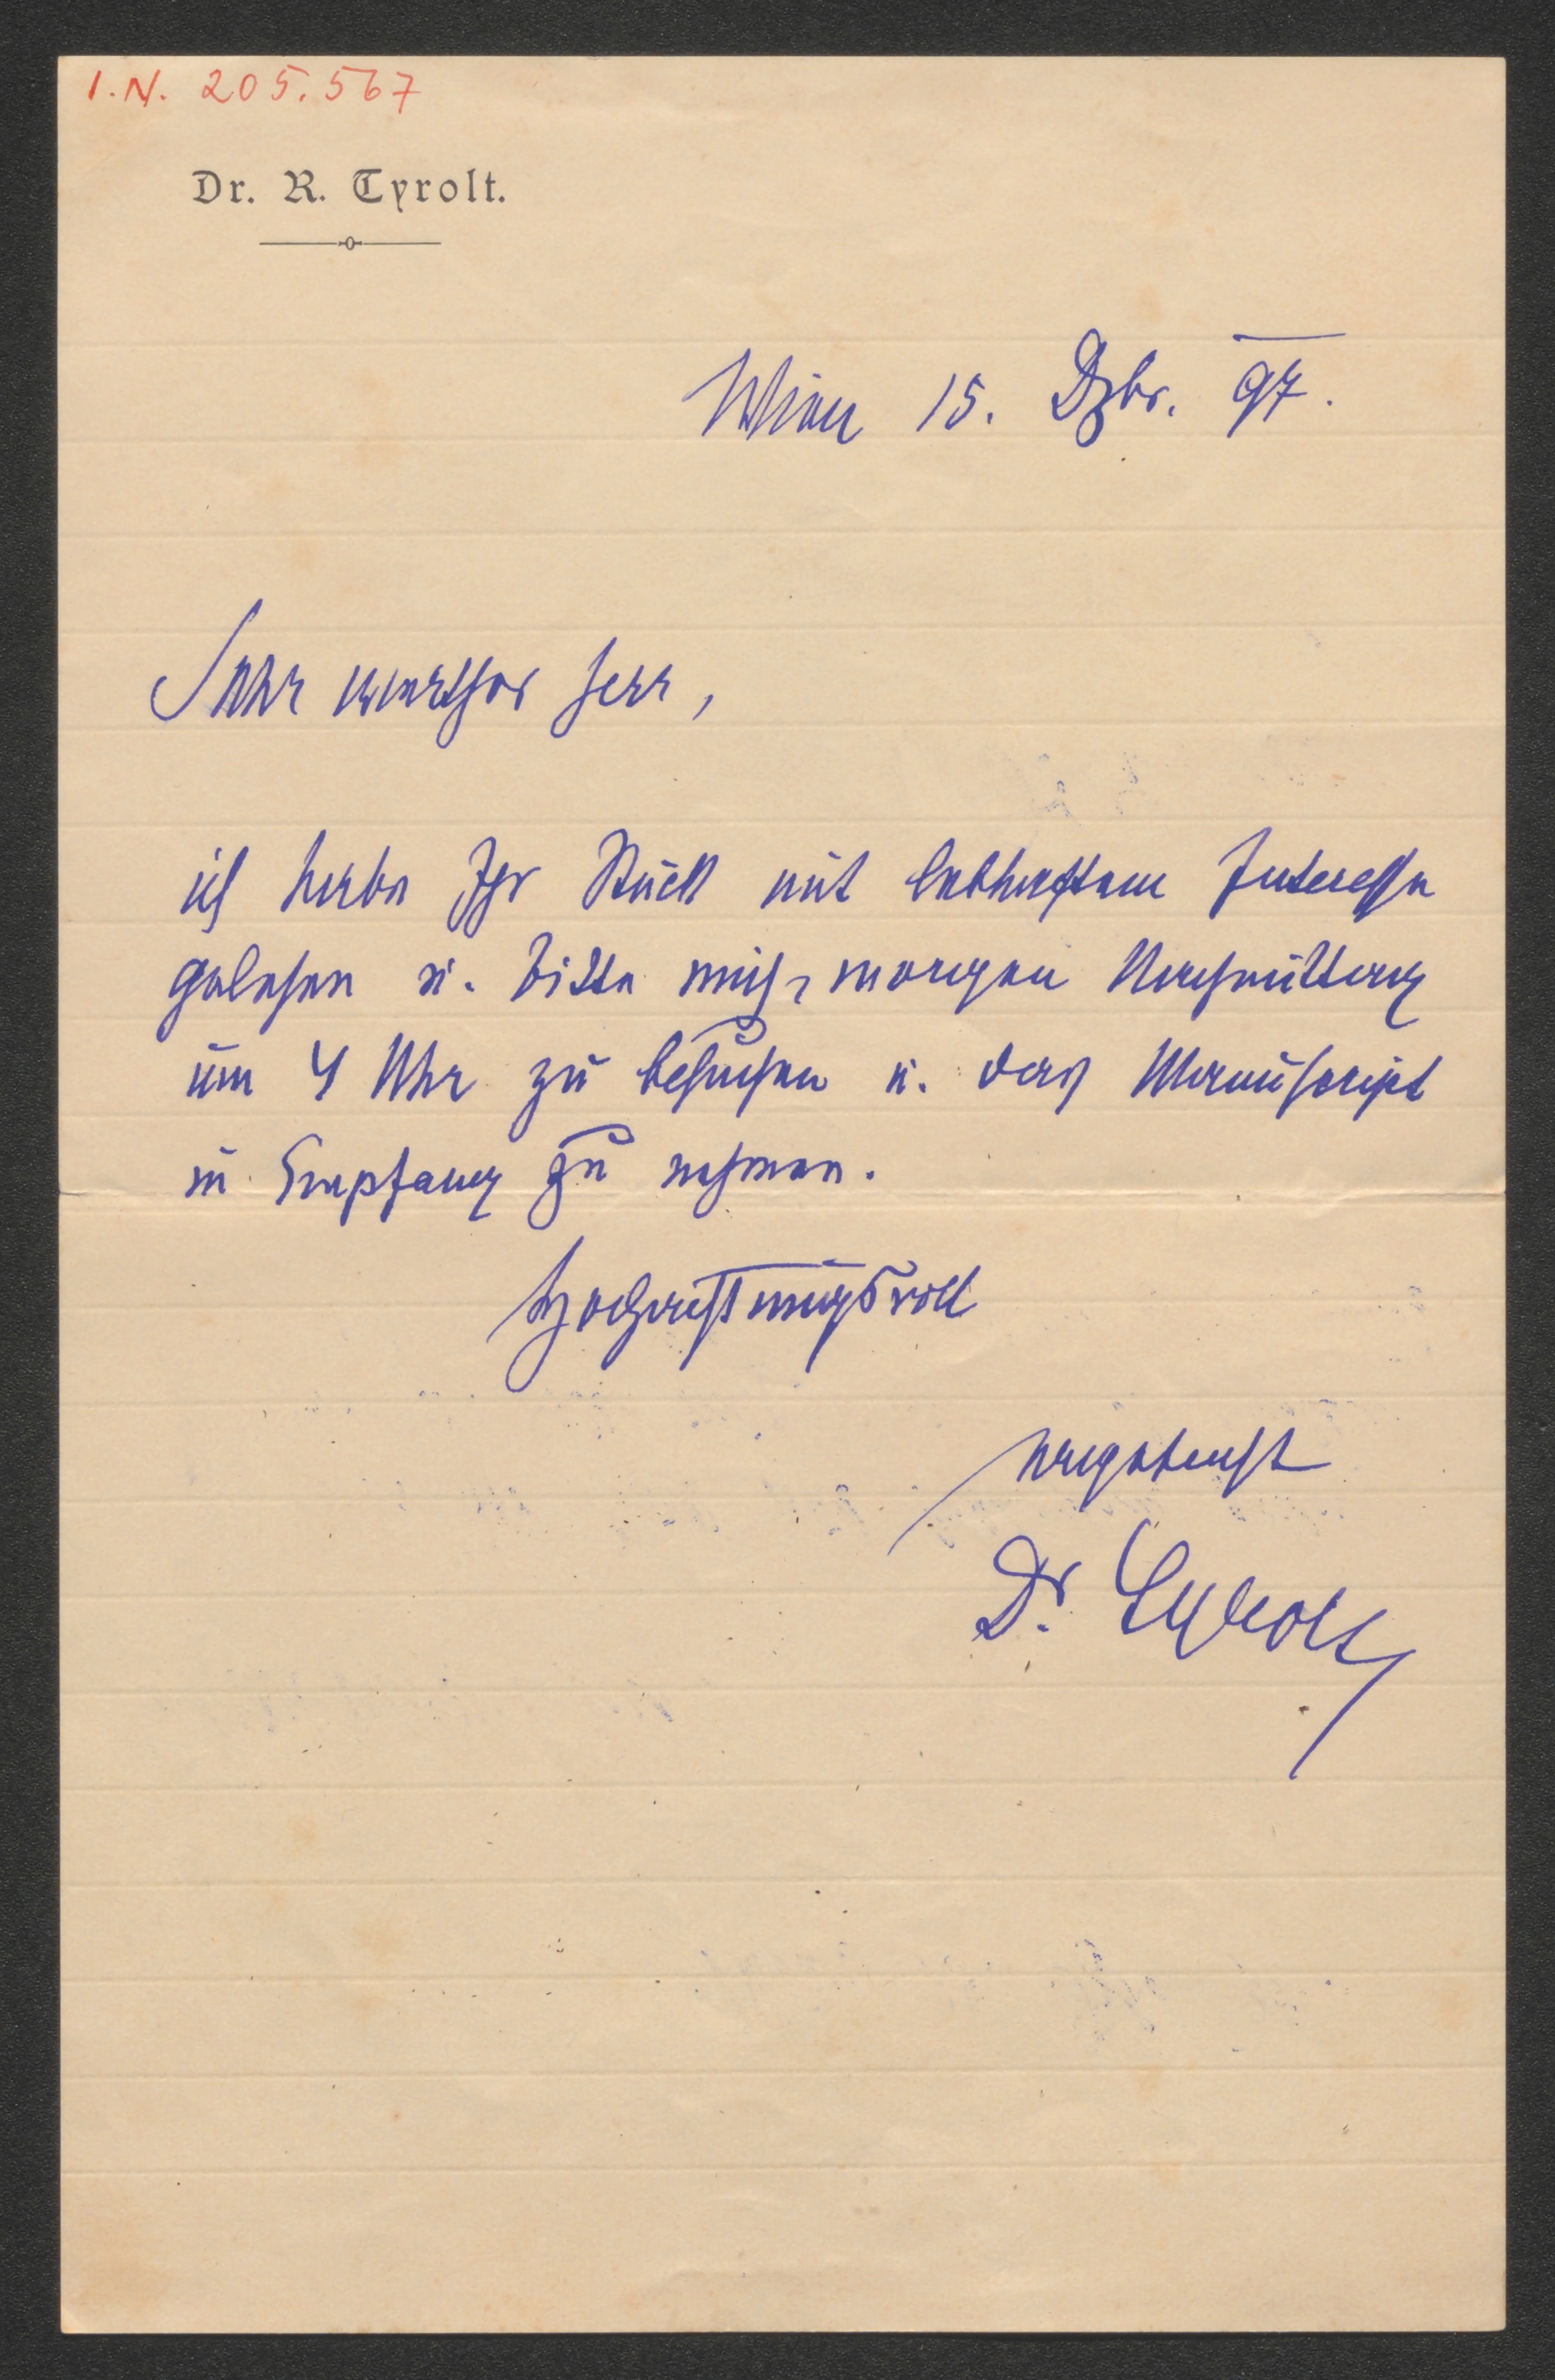 I.N. 205.567
Dr. R. Tyrolt.
Wien 15. Dzbr. 97.
Sehr werther Herr,
ich habe Ihr Stück mit lebhaftem Interesse
gelesen u. bitte mich morgen Nachmittag
um 4 Uhr zu besuchen u. das Manuscript
in Empfang zu nehmen.
Hochachtungsvoll
ergebenst
Dr. Tyrolt